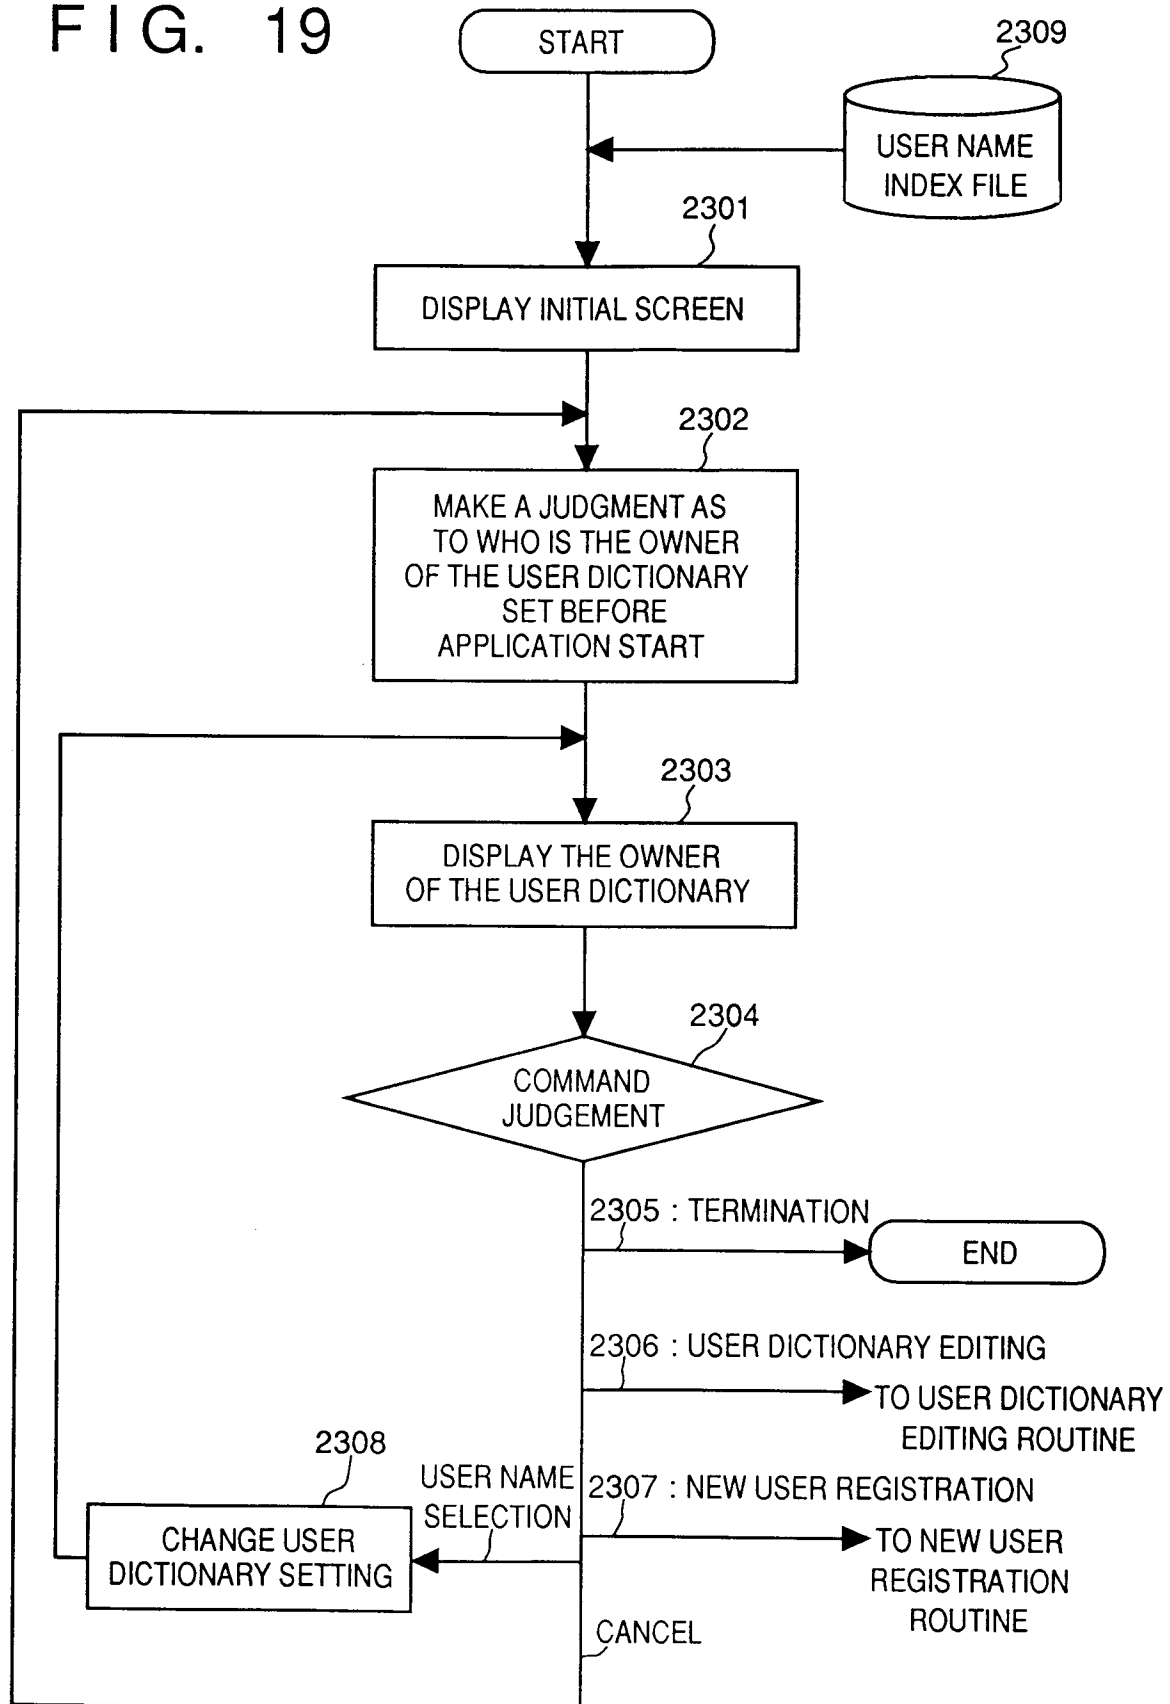 FIG. 19
START
2309
USER NAME
INDEX FILE
2301
DISPLAY INITIAL SCREEN
2302
MAKE A JUDGMENT AS
TO WHO IS THE OWNER
OF THE USER DICTIONARY
SET BEFORE
APPLICATION START
2303
DISPLAY THE OWNER
OF THE USER DICTIONARY
2304
COMMAND
JUDGEMENT
2305 : TERMINATION
END
2306 : USER DICTIONARY EDITING
TO USER DICTIONARY
EDITING ROUTINE
2308
USER NAME
SELECTION
CHANGE USER
DICTIONARY SETTING
2307 : NEW USER REGISTRATION
TO NEW USER
REGISTRATION
ROUTINE
CANCEL